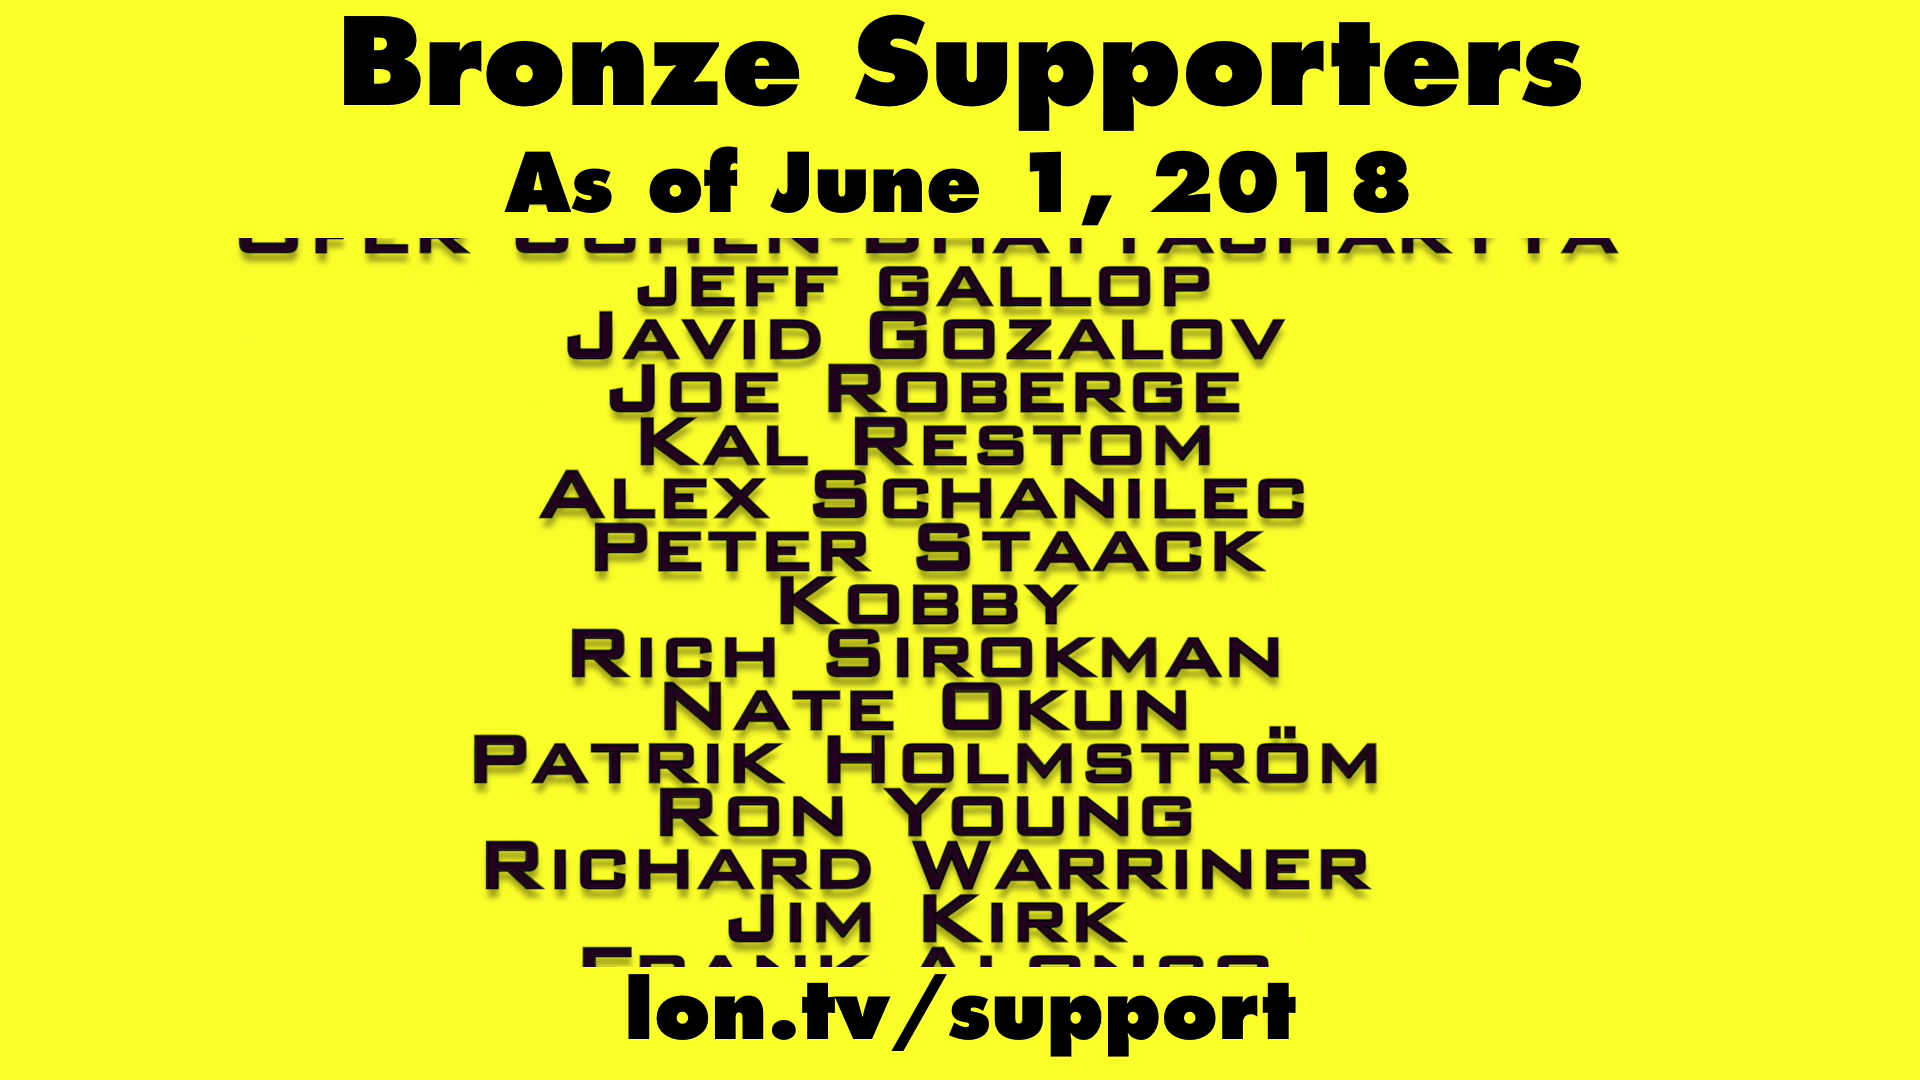 Bronze Supporters
As of June 1, 2018
JEFF GALLOP
JAVID GOZALOV
JOE ROBERGE
KAL RESTOM
ALEX SCHANILEC
PETER STAACK
KOBBY
RICH SIROKMAN
NATE OKUN
PATRIK HOLMSTRÖM
RON YOUNG
RICHARD WARRINER
JIM KIRK
FRANK
lon.tv/support